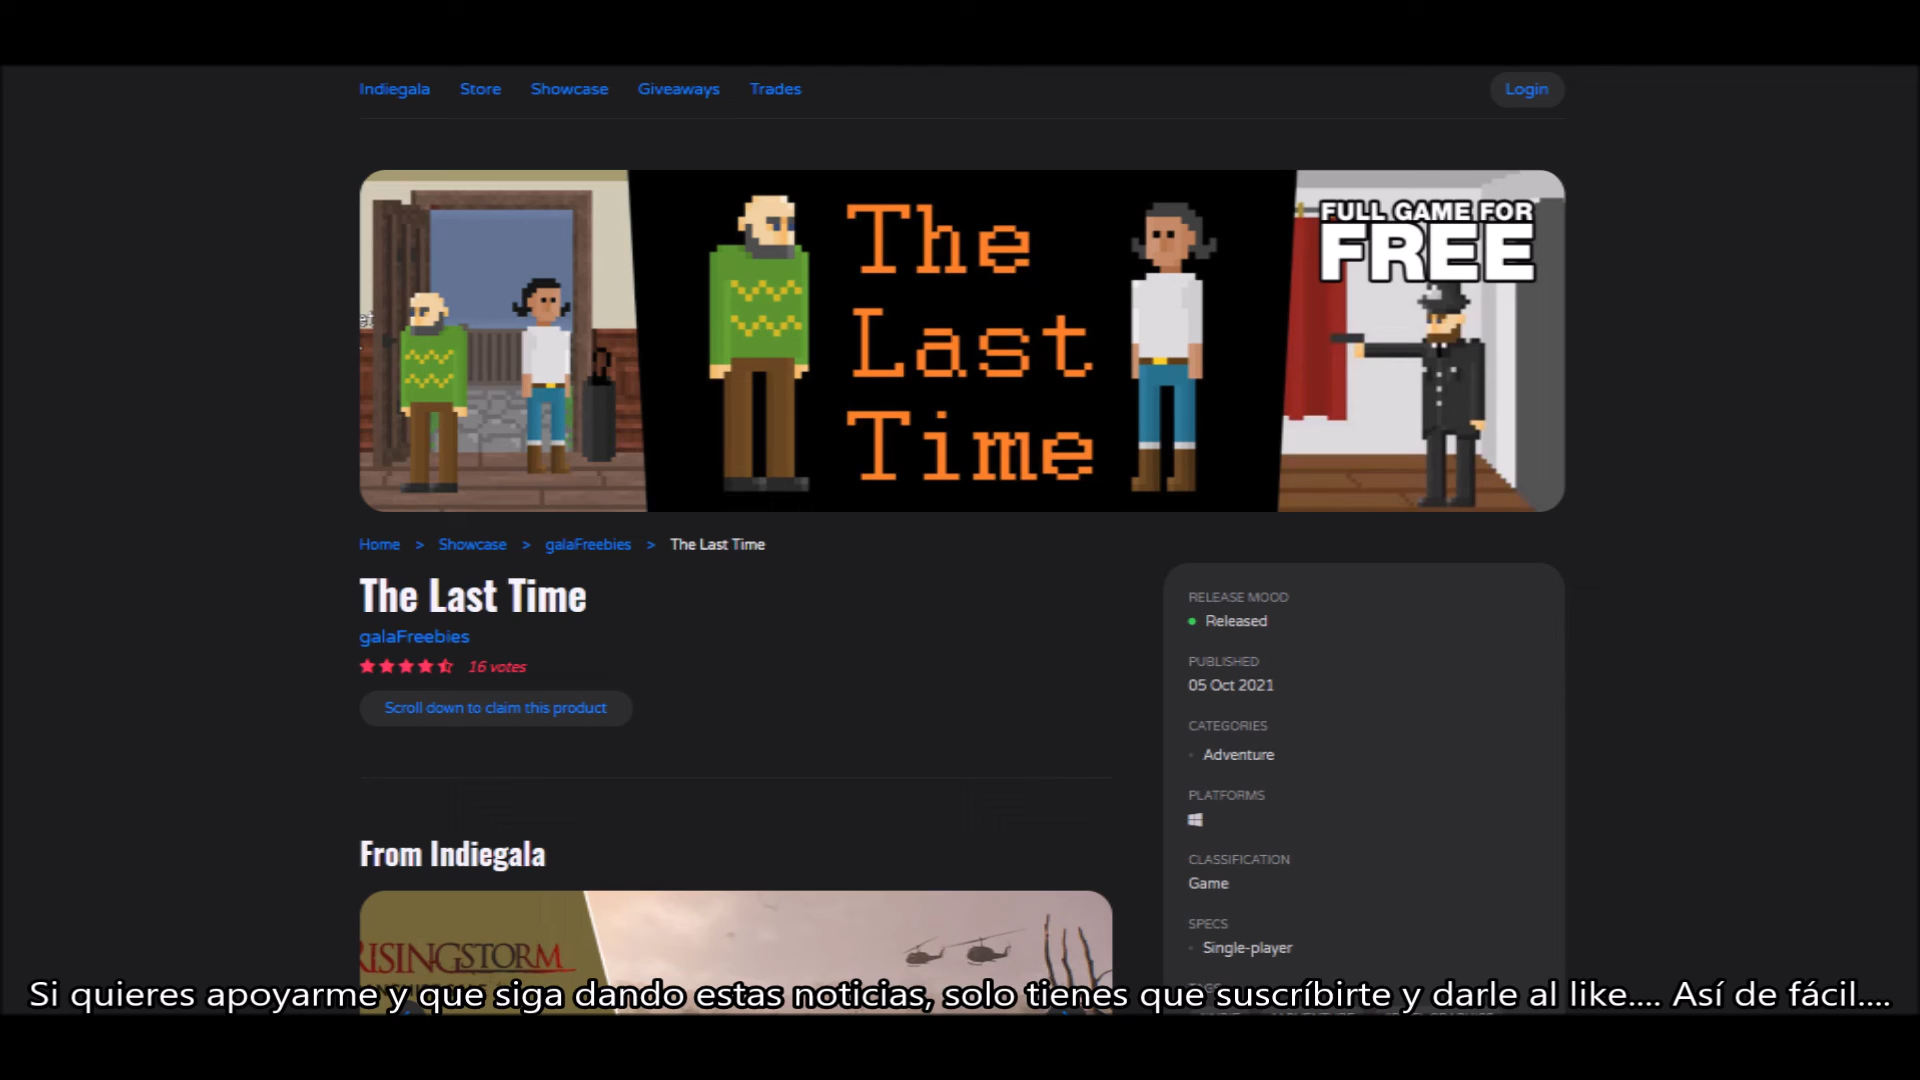 Indiegala Store Showcase Giveaways Trades Login
The
Last
Time
FULL GAME FOR
FREE
Home > Showcase > galaFreebies > The Last Time
The Last Time
galaFreebies
16 votes
Scroll down to claim this product
RELEASE MOOD
Released
PUBLISHED
05 Oct 2021
CATEGORIES
Adventure
PLATFORMS
CLASSIFICATION
Game
SPECS
Single-player
From Indiegala
RISINGSTORM
Si quieres apoyarme y que siga dando estas noticias, solo tienes que suscríbirte y darle al like.... Así de fácil....